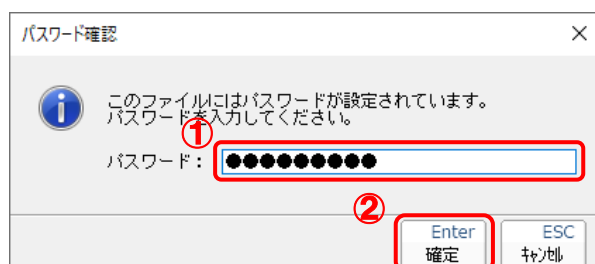 パスワード確認
このファイルにはパスワードが設定されています。
パスワードを入力してください。
①
パスワード： ●●●●●●●●●
②
Enter
確定
ESC
ｷｬﾝｾﾙ